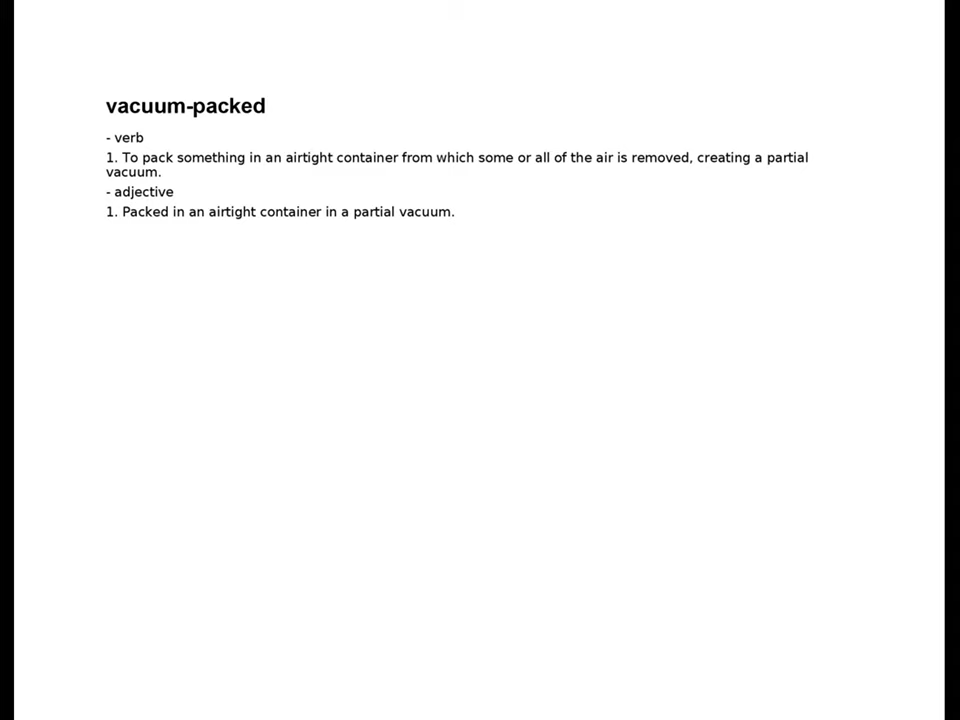 vacuum-packed
- verb
1. To pack something in an airtight container from which some or all of the air is removed, creating a partial
vacuum.
- adjective
1. Packed in an airtight container in a partial vacuum.